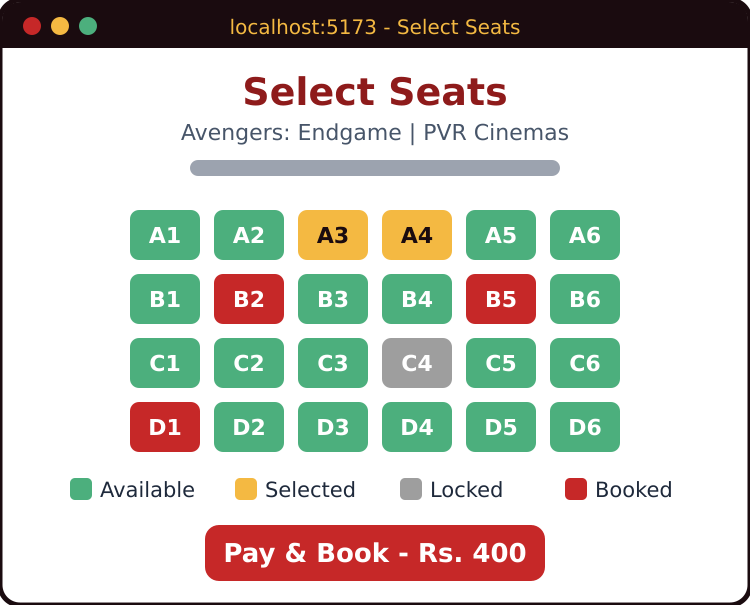 localhost:5173 - Select Seats
Select Seats
Avengers: Endgame | PVR Cinemas
A1 A2 A3 A4 A5 A6
B1 B2 B3 B4 B5 B6
C1 C2 C3 C4 C5 C6
D1 D2 D3 D4 D5 D6
Available Selected Locked Booked
Pay & Book - Rs. 400